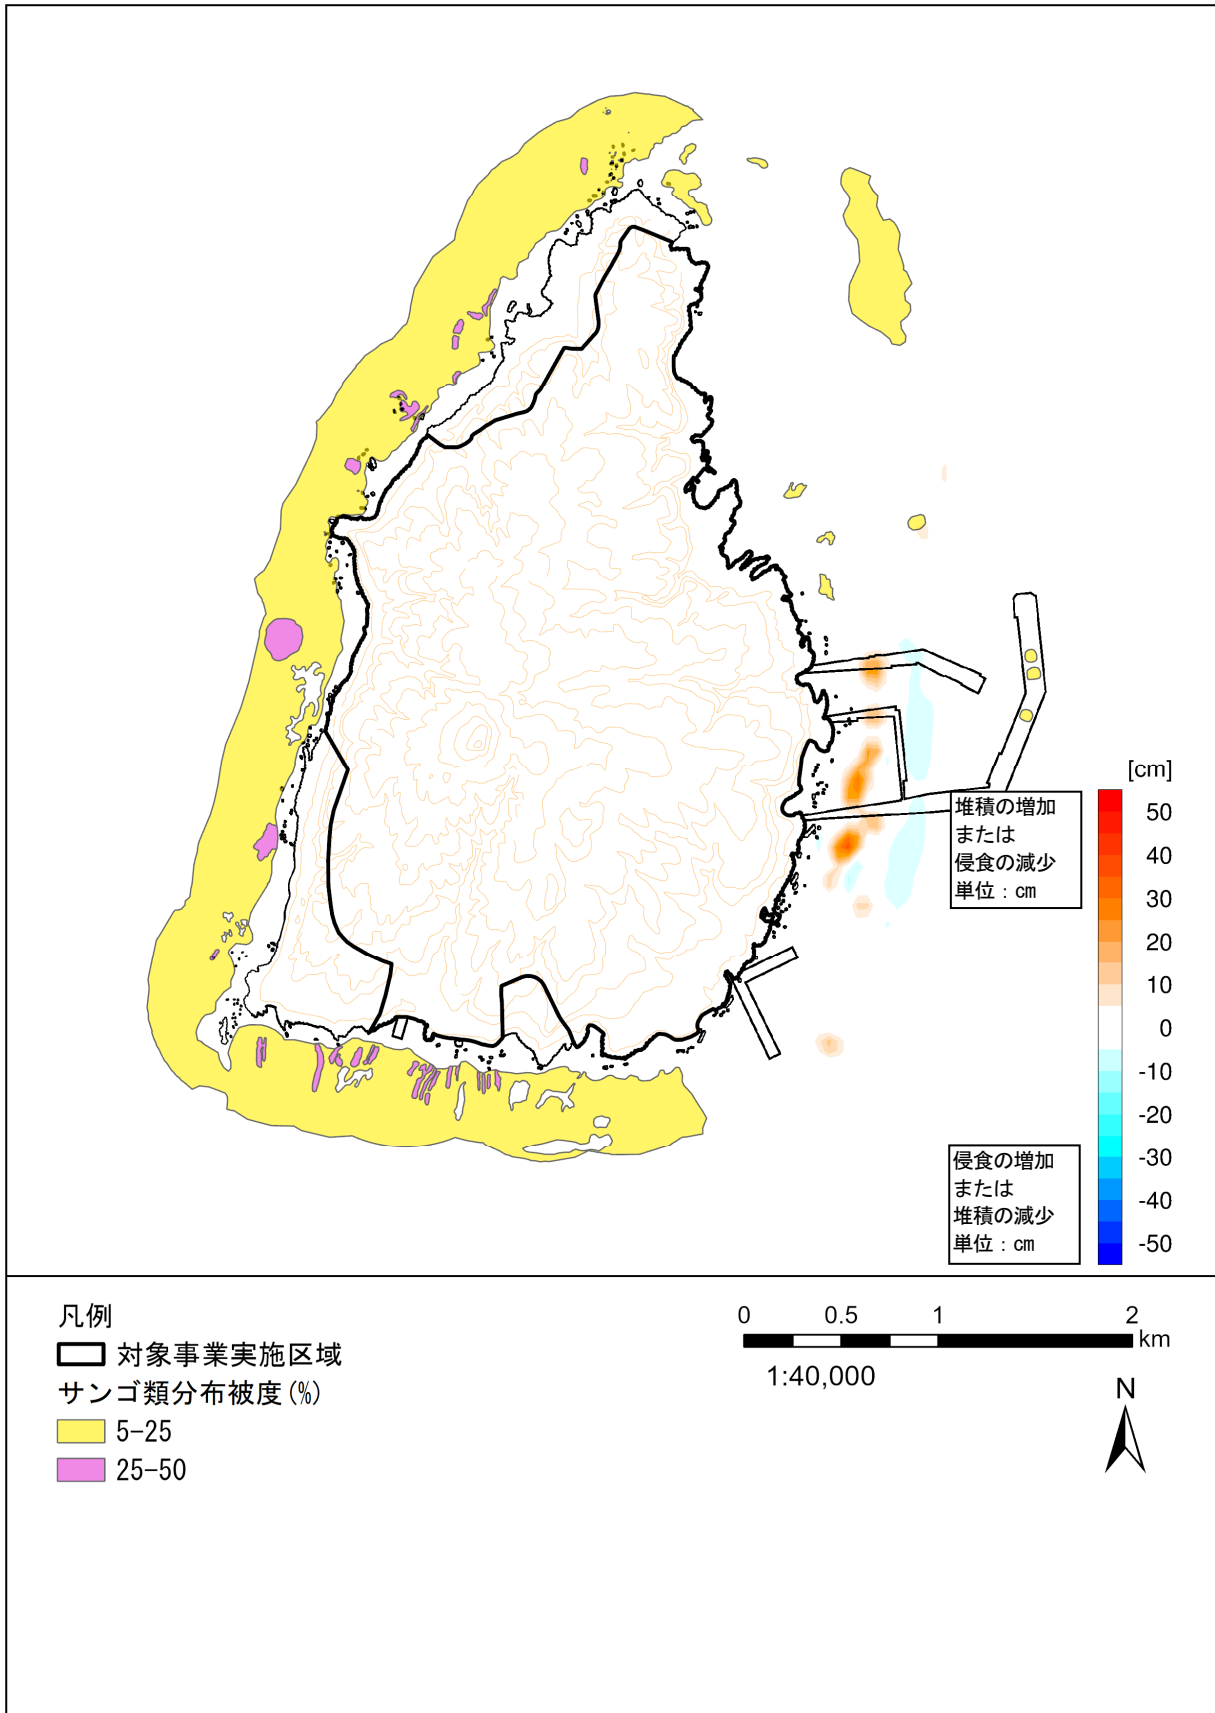 [cm]
50
40
30
20
10
0
-10
-20
-30
-40
-50
堆積の増加
または
侵食の減少
単位：cm
侵食の増加
または
堆積の減少
単位：cm
凡例
対象事業実施区域
サンゴ類分布被度(%)
5-25
25-50
0 0.5 1 2
km
1:40,000
N